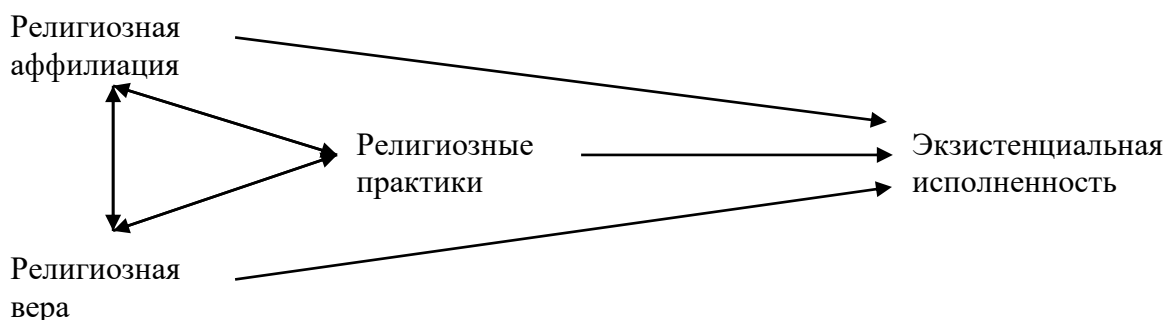 Религиозная
аффилиация
Религиозные
практики
Экзистенциальная
исполненность
Религиозная
вера